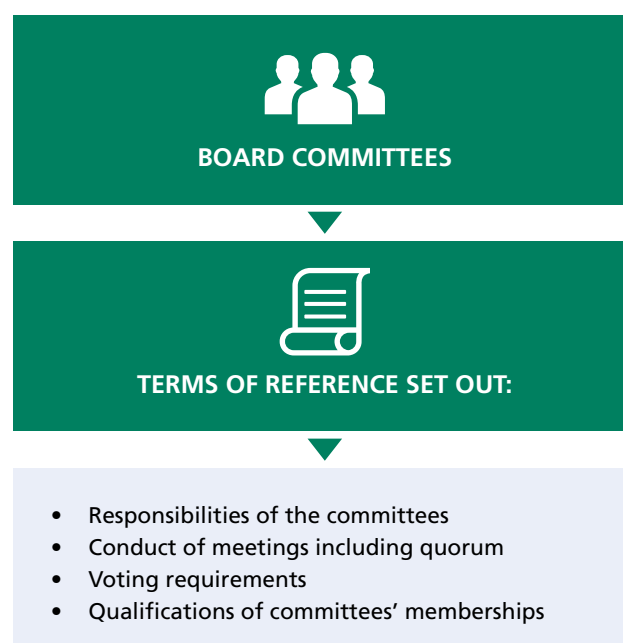 BOARD COMMITTEES
TERMS OF REFERENCE SET OUT:
• Responsibilities of the committees
• Conduct of meetings including quorum
• Voting requirements
• Qualifications of committees’ memberships